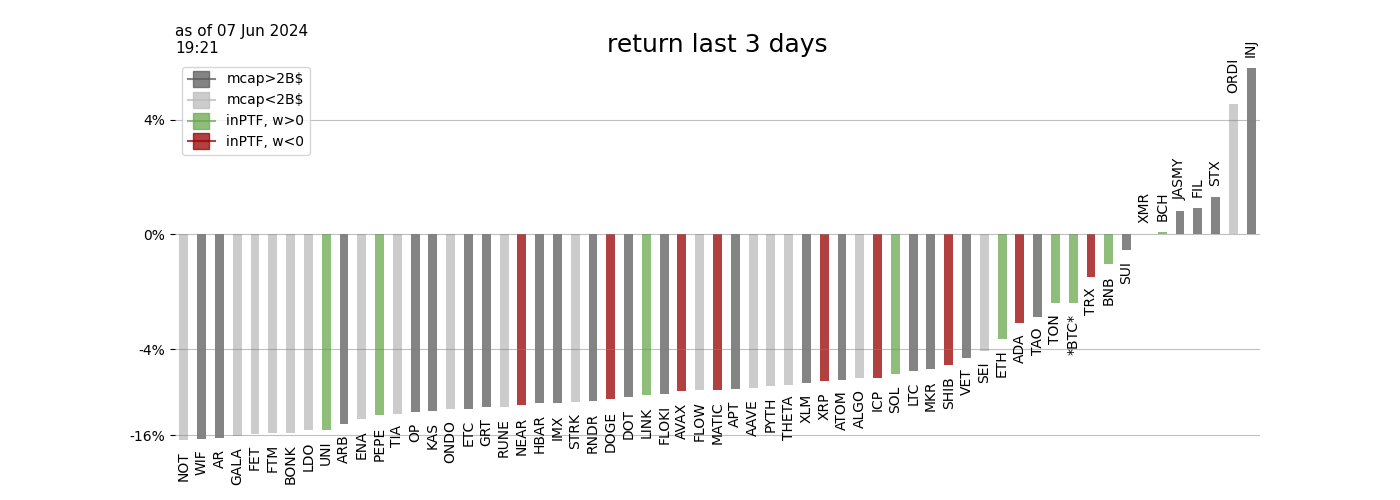 as of 07 Jun 2024
19:21
return last 3 days
mcap>2B$
mcap<2B$
inPTF, w>0
inPTF, w<0
4%
0%
-4%
-16%
NOT
WIF
AR
GALA
FET
FTM
BONK
LDO
UNI
ARB
ENA
PEPE
TIA
OP
KAS
ONDO
ETC
GRT
RUNE
NEAR
HBAR
IMX
STRK
RNDR
DOGE
DOT
LINK
FLOKI
AVAX
FLOW
MATIC
APT
AAVE
PYTH
THETA
XLM
XRP
ATOM
ALGO
ICP
SOL
LTC
MKR
SHIB
VET
SEI
ETH
ADA
TAO
TON
*BTC*
TRX
BNB
SUI
XMR
BCH
JASMY
FIL
STX
ORDI
INJ